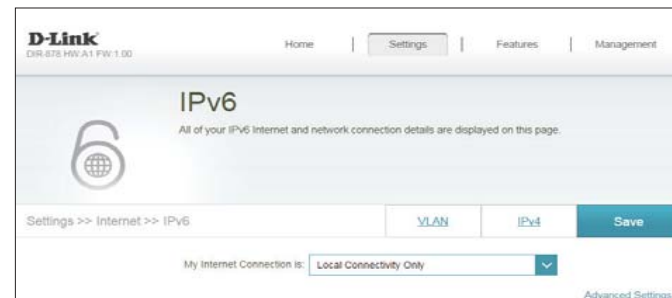 D-Link
DIR-878 HW:A1 FW:1.00
Home | Settings | Features | Management
IPv6
All of your IPv6 Internet and network connection details are displayed on this page.
Settings >> Internet >> IPv6
VLAN
IPv4
Save
My Internet Connection is: Local Connectivity Only
Advanced Settings